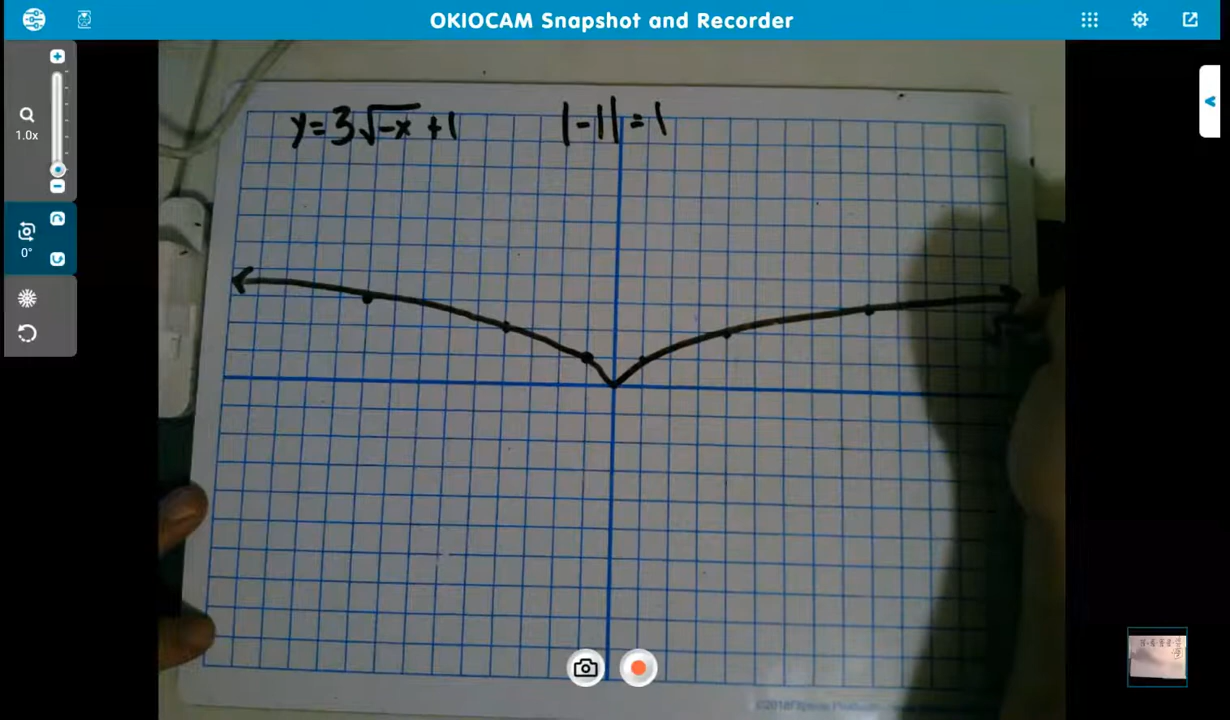 OKIOCAM Snapshot and Recorder
1.0x
0°
y=3√-x +1
|-1| = 1